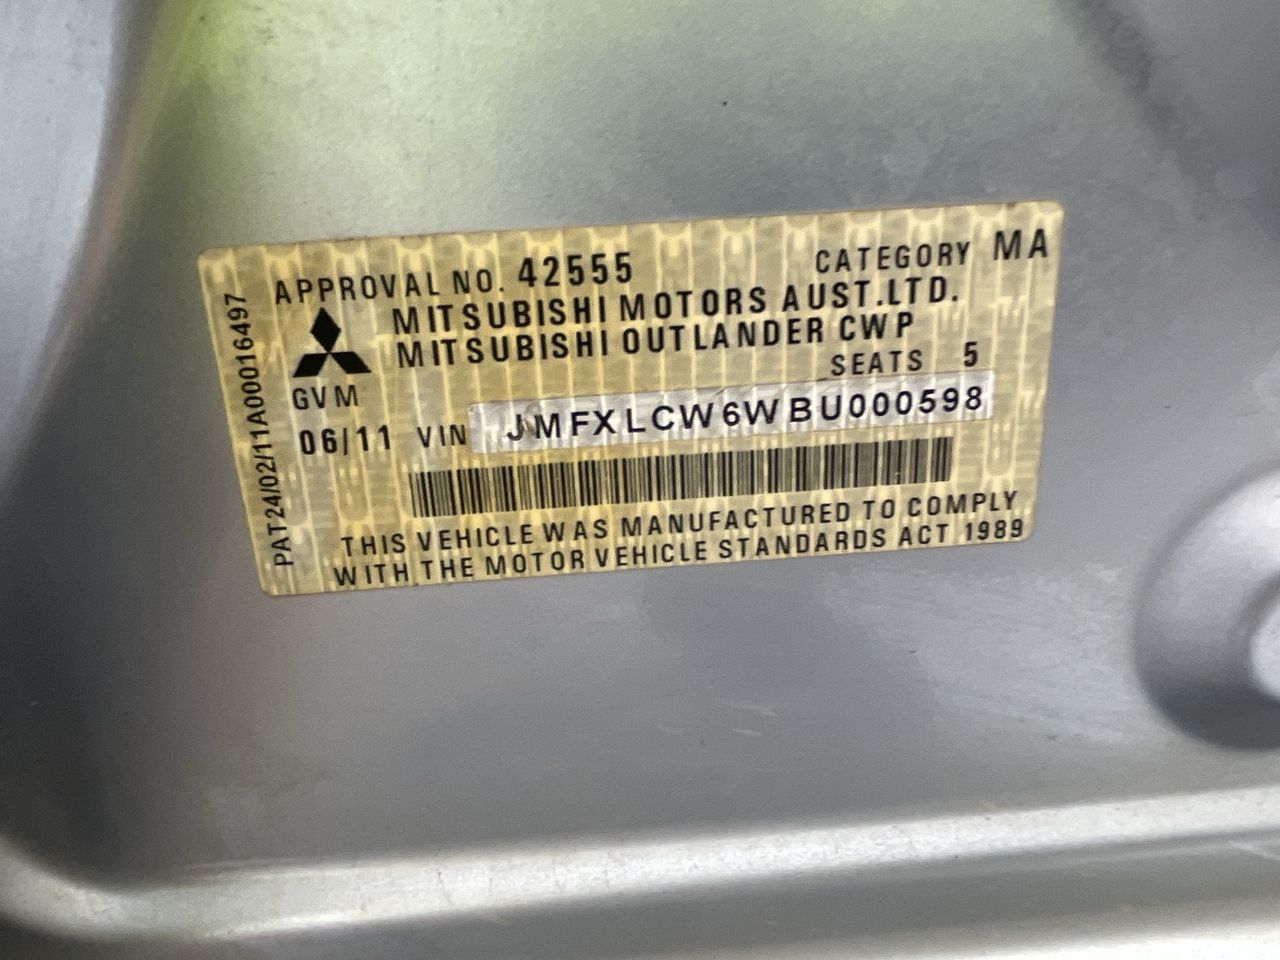 APPROVAL NO. 42555 CATEGORY MA
MITSUBISHI MOTORS AUST.LTD.
MITSUBISHI OUTLANDER CWP
SEATS 5
GVM
06/11 VIN JMFXLCW6WBU000598
THIS VEHICLE WAS MANUFACTURED TO COMPLY
WITH THE MOTOR VEHICLE STANDARDS ACT 1989
PAT24/02/11A00016497